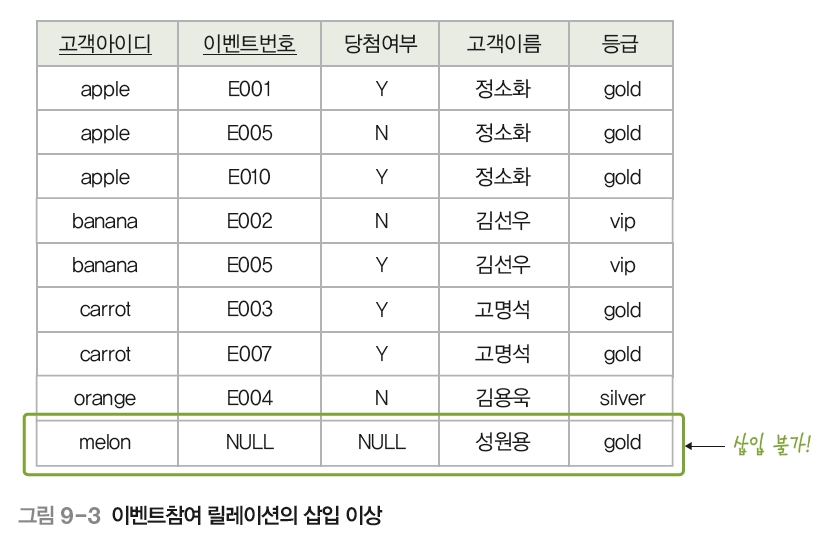 고객아이디 이벤트번호 당첨여부 고객이름 등급
apple E001 Y 정소화 gold
apple E005 N 정소화 gold
apple E010 Y 정소화 gold
banana E002 N 김선우 vip
banana E005 Y 김선우 vip
carrot E003 Y 고명석 gold
carrot E007 Y 고명석 gold
orange E004 N 김용욱 silver
melon NULL NULL 성원용 gold
삽입 불가!
그림 9-3 이벤트참여 릴레이션의 삽입 이상